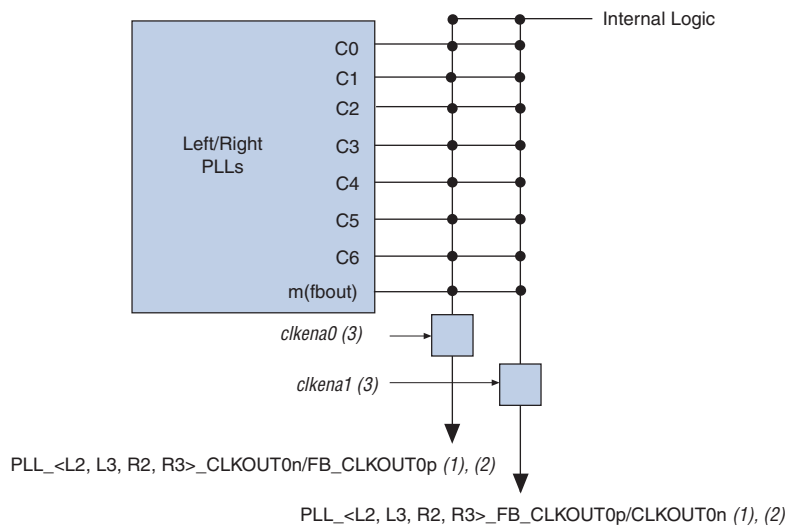 Internal Logic
C0
C1
C2
Left/Right
PLLs
C3
C4
C5
C6
m(fbout)
clkena0 (3)
clkena1 (3)
PLL_<L2, L3, R2, R3>_CLKOUT0n/FB_CLKOUT0p (1), (2)
PLL_<L2, L3, R2, R3>_FB_CLKOUT0p/CLKOUT0n (1), (2)